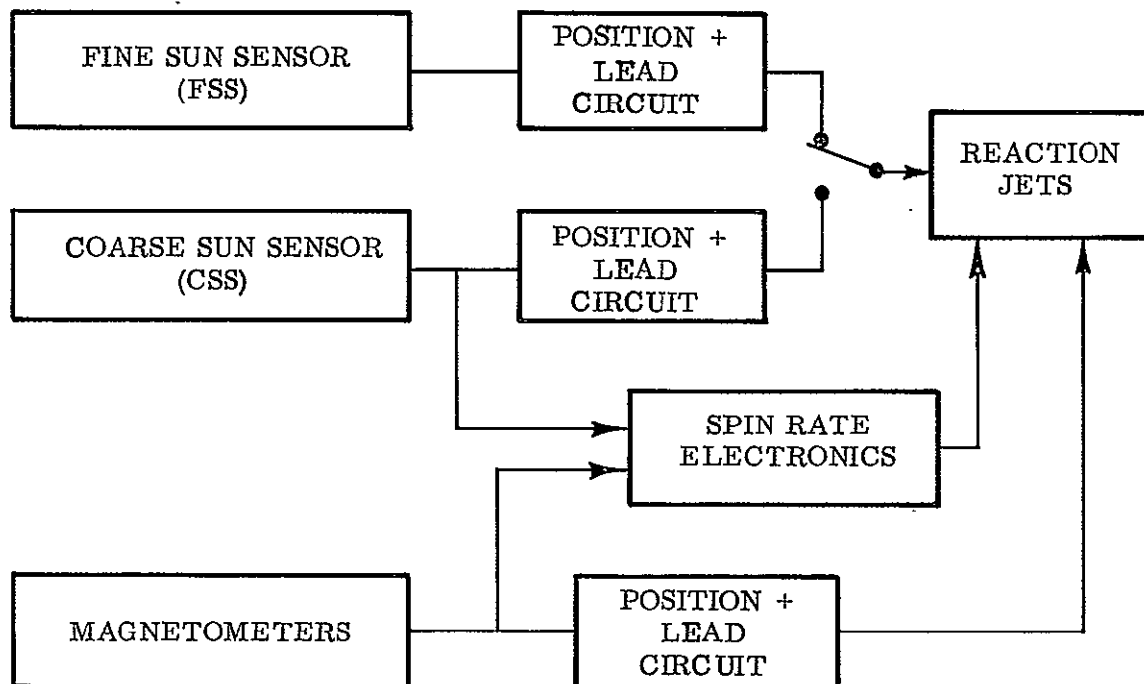 FINE SUN SENSOR
(FSS)
POSITION +
LEAD
CIRCUIT
REACTION
JETS
COARSE SUN SENSOR
(CSS)
POSITION +
LEAD
CIRCUIT
SPIN RATE
ELECTRONICS
MAGNETOMETERS
POSITION +
LEAD
CIRCUIT